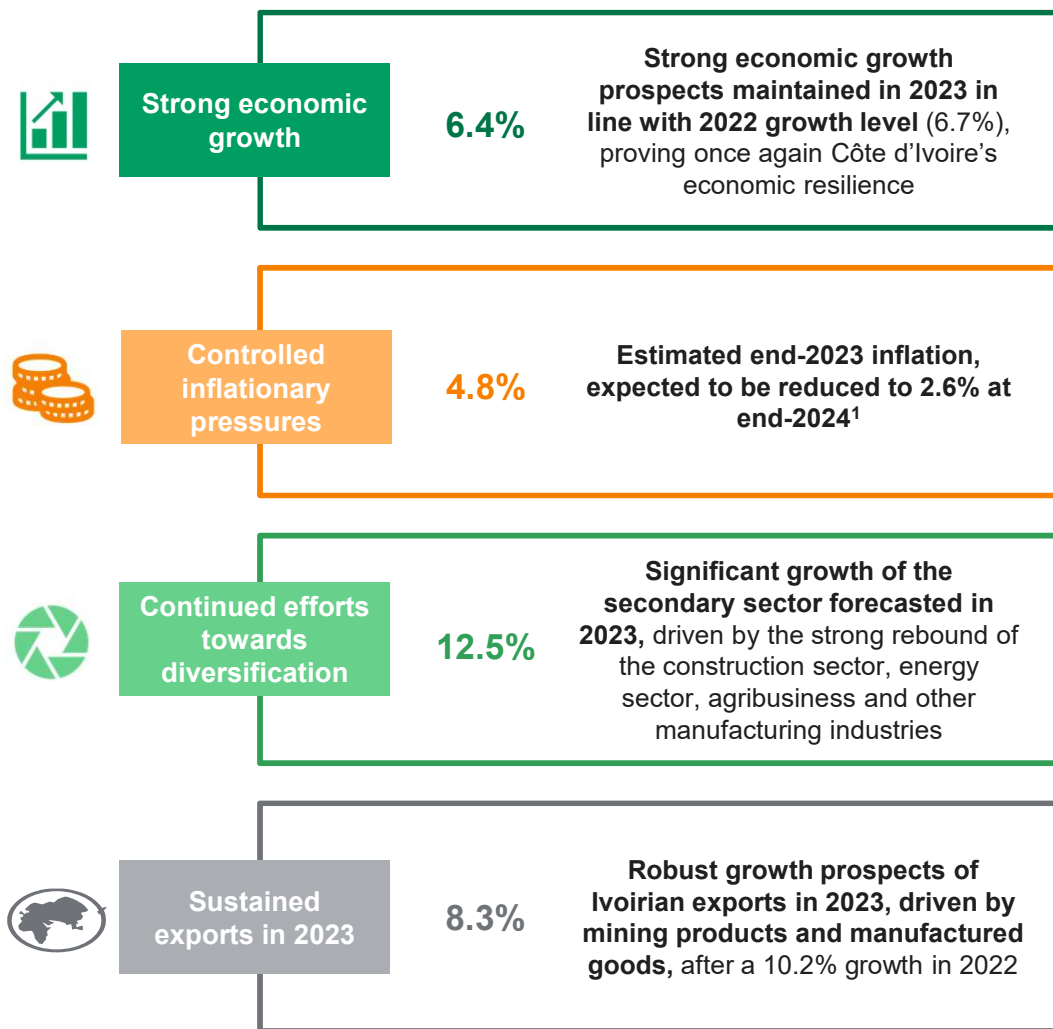 Strong economic
growth
6.4%
Strong economic growth
prospects maintained in 2023 in
line with 2022 growth level (6.7%),
proving once again Côte d’Ivoire’s
economic resilience
Controlled
inflationary
pressures
4.8%
Estimated end-2023 inflation,
expected to be reduced to 2.6% at
end-2024¹
Continued efforts
towards
diversification
12.5%
Significant growth of the
secondary sector forecasted in
2023, driven by the strong rebound of
the construction sector, energy
sector, agribusiness and other
manufacturing industries
Sustained
exports in 2023
8.3%
Robust growth prospects of
Ivoirian exports in 2023, driven by
mining products and manufactured
goods, after a 10.2% growth in 2022